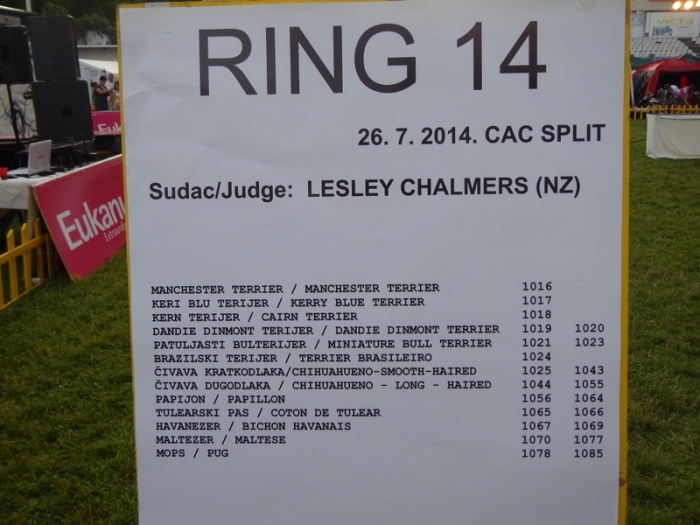 RING 14
26. 7. 2014. CAC SPLIT
Sudac/Judge: LESLEY CHALMERS (NZ)
MANCHESTER TERRIER / MANCHESTER TERRIER 1016
KERI BLU TERIJER / KERRY BLUE TERRIER 1017
KERN TERIJER / CAIRN TERRIER 1018
DANDIE DINMONT TERIJER / DANDIE DINMONT TERRIER 1019 1020
PATULJASTI BULTERIJER / MINIATURE BULL TERRIER 1021 1023
BRAZILSKI TERIJER / TERRIER BRASILEIRO 1024
ČIVAVA KRATKODLAKA/CHIHUAHUENO-SMOOTH-HAIRED 1025 1043
ČIVAVA DUGODLAKA / CHIHUAHUENO - LONG - HAIRED 1044 1055
PAPIJON / PAPILLON 1056 1064
TULEARSKI PAS / COTON DE TULEAR 1065 1066
HAVANEZER / BICHON HAVANAIS 1067 1069
MALTEZER / MALTESE 1070 1077
MOPS / PUG 1078 1085
Eukanu
Extraord
Euk
victa